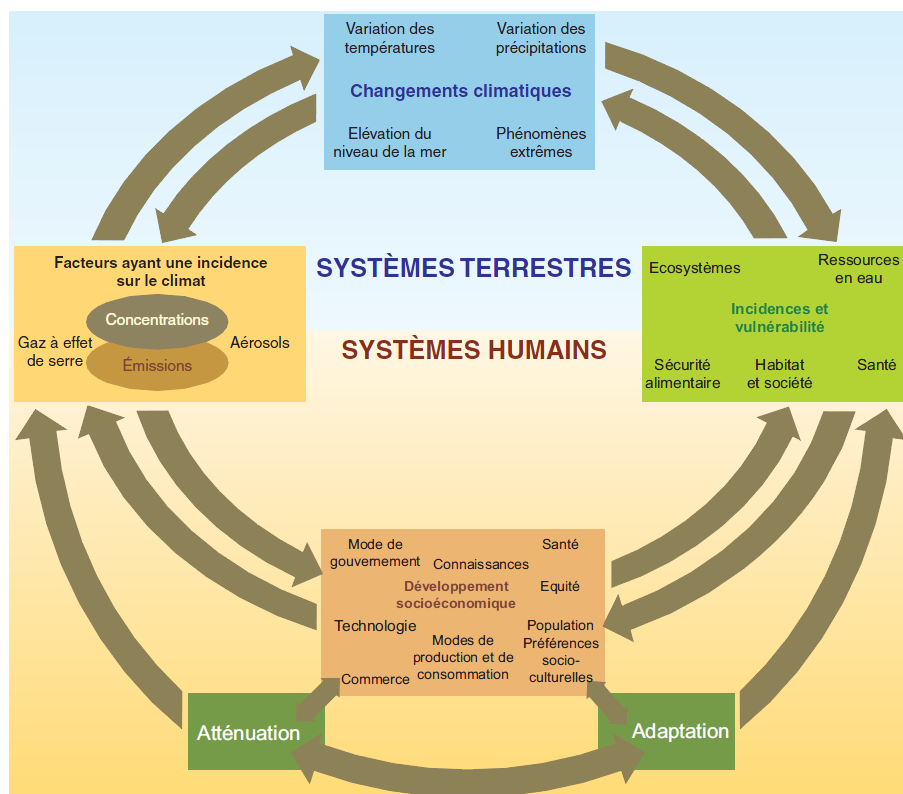 Variation des
températures
Variation des
précipitations
Changements climatiques
Elévation du
niveau de la mer
Phénomènes
extrêmes
Facteurs ayant une incidence
sur le climat
Concentrations
Gaz à effet
de serre
Aérosols
Émissions
SYSTÈMES TERRESTRES
SYSTÈMES HUMAINS
Ecosystèmes
Ressources
en eau
Incidences et
vulnérabilité
Sécurité
alimentaire
Habitat
et société
Santé
Mode de
gouvernement
Connaissances
Santé
Développement
socioéconomique
Equité
Technologie
Modes de
production et de
consommation
Population
Préférences
socio-
culturelles
Commerce
Atténuation
Adaptation